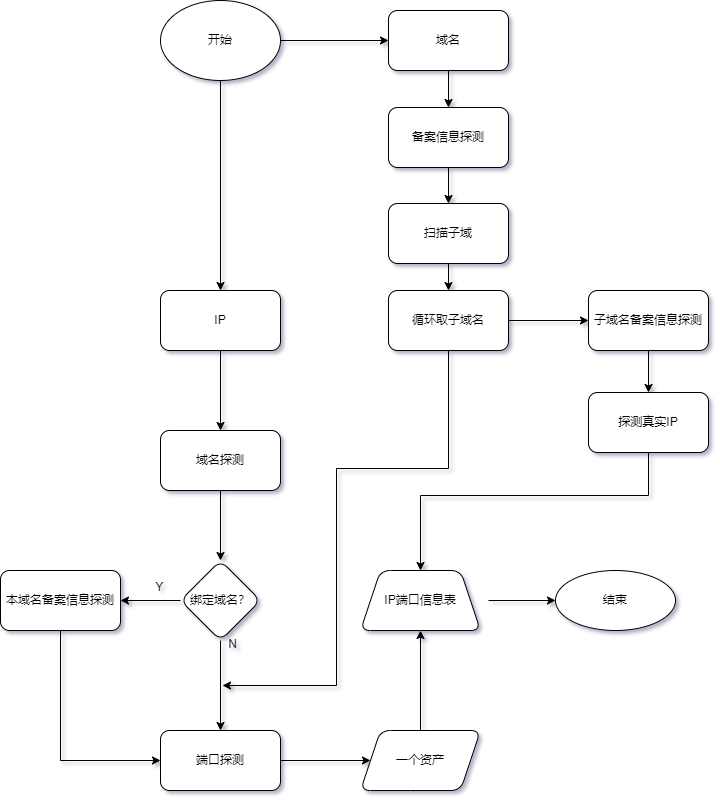 开始
域名
备案信息探测
扫描子域
IP
循环取子域名
子域名备案信息探测
探测真实IP
域名探测
Y
本域名备案信息探测
绑定域名?
IP端口信息表
结束
N
端口探测
一个资产